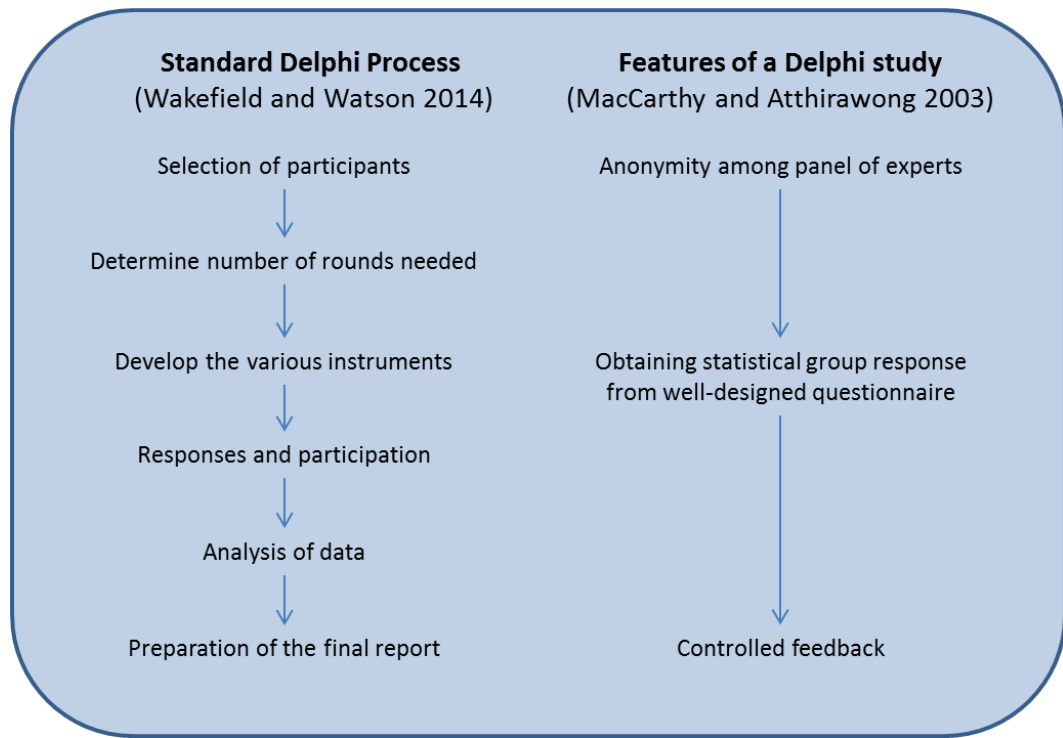 Standard Delphi Process
(Wakefield and Watson 2014)
Selection of participants
Determine number of rounds needed
Develop the various instruments
Responses and participation
Analysis of data
Preparation of the final report
Features of a Delphi study
(MacCarthy and Atthirawong 2003)
Anonymity among panel of experts
Obtaining statistical group response
from well-designed questionnaire
Controlled feedback